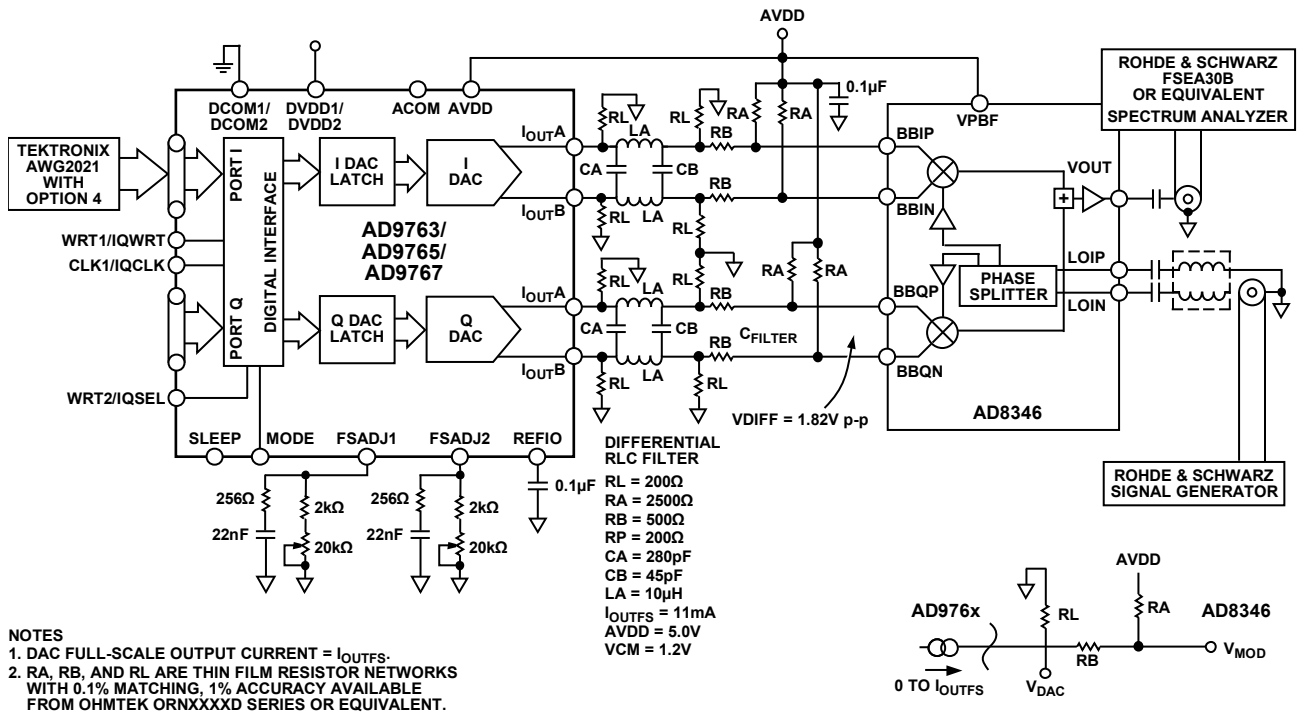 AVDD
ROHDE & SCHWARZ
FSEA30B
OR EQUIVALENT
SPECTRUM ANALYZER
DCOM1/
DCOM2
DVDD1/
DVDD2
ACOM
AVDD
RL
LA
RL
RA
RB
RA
0.1µF
VPBF
TEKTRONIX
AWG2021
WITH
OPTION 4
PORT I
DIGITAL INTERFACE
I DAC
LATCH
I
DAC
IOUTA
CA
CB
BBIP
VOUT
AD9763/
AD9765/
AD9767
IOUTB
RL
LA
RB
RL
BBIN
+
WRT1/IQWRT
CLK1/IQCLK
RL
LA
RL
RB
RA
RA
PHASE
SPLITTER
LOIP
LOIN
PORT Q
Q DAC
LATCH
Q
DAC
IOUTA
CA
CB
CFILTER
BBQP
IOUTB
RL
LA
RB
RL
BBQN
WRT2/IQSEL
VDIFF = 1.82V p-p
AD8346
SLEEP
MODE
FSADJ1
FSADJ2
REFIO
256Ω
22nF
2kΩ
20kΩ
256Ω
22nF
2kΩ
20kΩ
0.1µF
DIFFERENTIAL
RLC FILTER
RL = 200Ω
RA = 2500Ω
RB = 500Ω
RP = 200Ω
CA = 280pF
CB = 45pF
LA = 10µH
IOUTFS = 11mA
AVDD = 5.0V
VCM = 1.2V
ROHDE & SCHWARZ
SIGNAL GENERATOR
AVDD
AD976x
RL
RA
AD8346
RB
VMOD
0 TO IOUTFS
VDAC
NOTES
1. DAC FULL-SCALE OUTPUT CURRENT = IOUTFS.
2. RA, RB, AND RL ARE THIN FILM RESISTOR NETWORKS
WITH 0.1% MATCHING, 1% ACCURACY AVAILABLE
FROM OHMTEK ORNXXXXD SERIES OR EQUIVALENT.